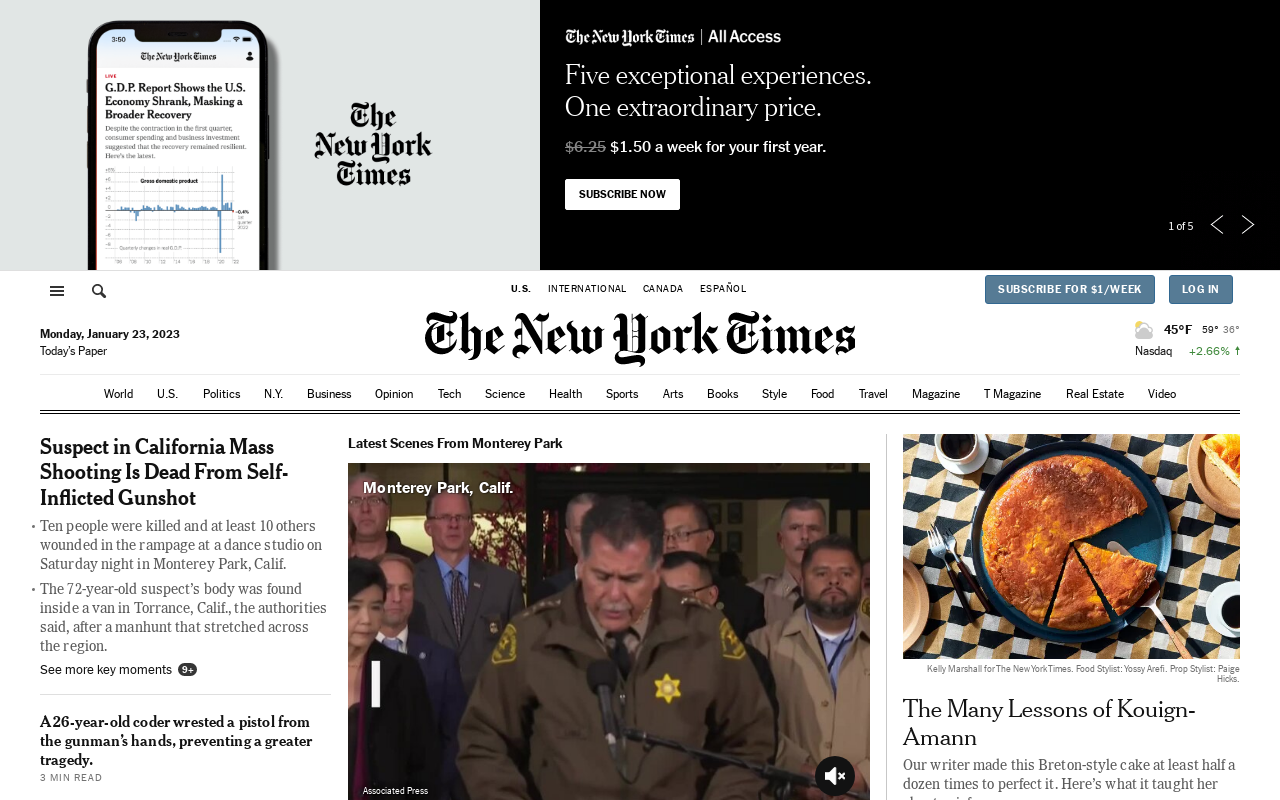 3:50
The New York Times
LIVE
G.D.P. Report Shows the U.S.
Economy Shrank, Masking a
Broader Recovery
Despite the contraction in the first quarter,
consumer spending and business investment
suggested that the recovery remained resilient.
Here's the latest.
Gross domestic product
-0.4%
Quarterly changes in real G.D.P.
The
New York
Times
The New York Times | All Access
Five exceptional experiences.
One extraordinary price.
$6.25 $1.50 a week for your first year.
SUBSCRIBE NOW
1 of 5
U.S. INTERNATIONAL CANADA ESPAÑOL
SUBSCRIBE FOR $1/WEEK LOG IN
Monday, January 23, 2023
Today's Paper
The New York Times
45°F 59° 36°
Nasdaq +2.66%
World U.S. Politics N.Y. Business Opinion Tech Science Health Sports Arts Books Style Food Travel Magazine T Magazine Real Estate Video
Suspect in California Mass
Shooting Is Dead From Self-
Inflicted Gunshot
Ten people were killed and at least 10 others
wounded in the rampage at a dance studio on
Saturday night in Monterey Park, Calif.
The 72-year-old suspect's body was found
inside a van in Torrance, Calif., the authorities
said, after a manhunt that stretched across
the region.
See more key moments 9+
A 26-year-old coder wrested a pistol from
the gunman's hands, preventing a greater
tragedy.
3 MIN READ
Latest Scenes From Monterey Park
Monterey Park, Calif.
Associated Press
Kelly Marshall for The New York Times. Food Stylist: Yossy Arefi. Prop Stylist: Paige
Hicks.
The Many Lessons of Kouign-
Amann
Our writer made this Breton-style cake at least half a
dozen times to perfect it. Here's what it taught her